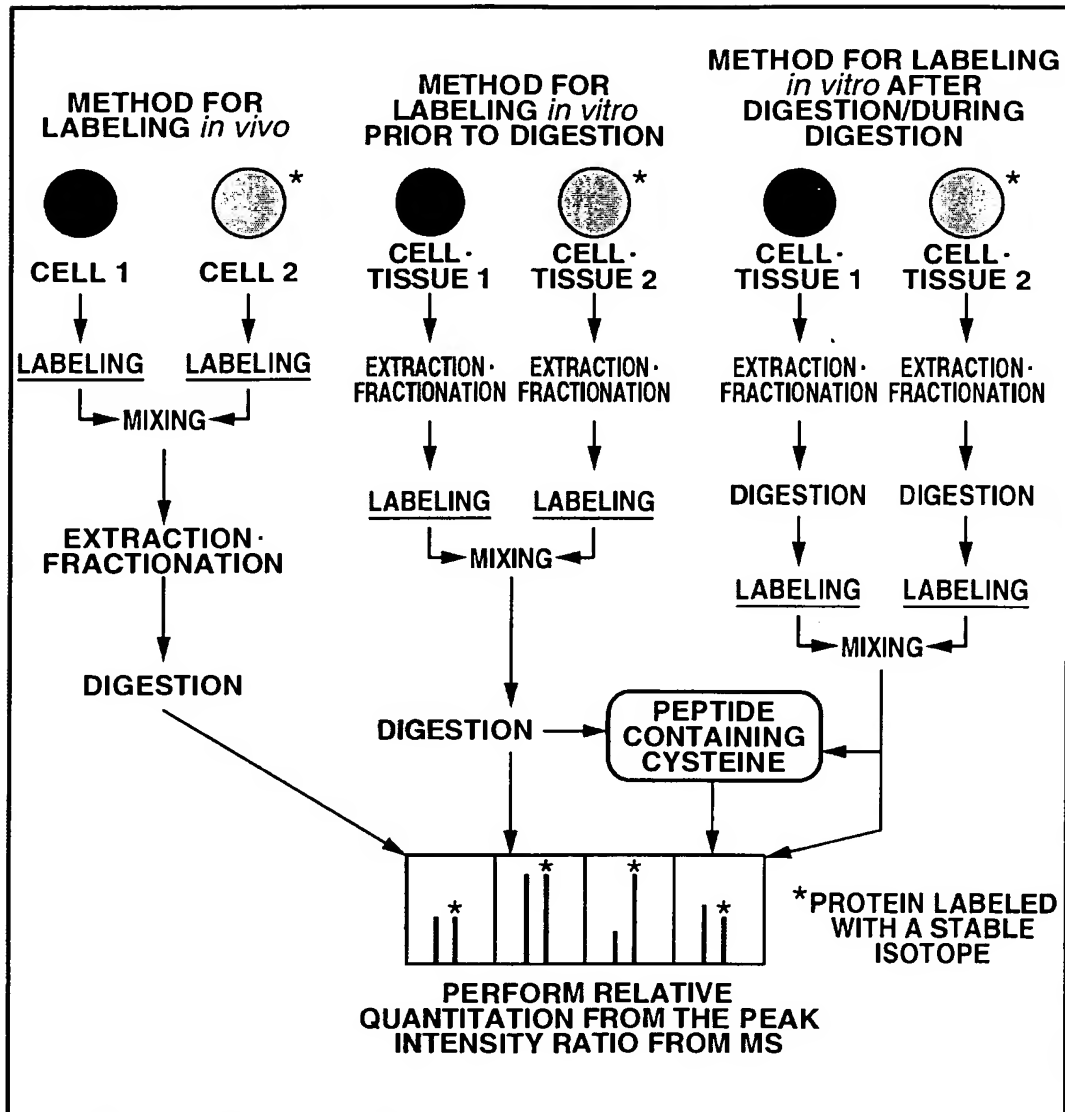 METHOD FOR
LABELING in vivo
*
CELL 1
CELL 2
LABELING
LABELING
MIXING
EXTRACTION·
FRACTIONATION
DIGESTION
METHOD FOR
LABELING in vitro
PRIOR TO DIGESTION
*
CELL·
TISSUE 1
CELL·
TISSUE 2
EXTRACTION·
FRACTIONATION
EXTRACTION·
FRACTIONATION
LABELING
LABELING
MIXING
DIGESTION
METHOD FOR LABELING
in vitro AFTER
DIGESTION/DURING
DIGESTION
*
CELL·
TISSUE 1
CELL·
TISSUE 2
EXTRACTION·
FRACTIONATION
EXTRACTION·
FRACTIONATION
DIGESTION
DIGESTION
LABELING
LABELING
MIXING
PEPTIDE
CONTAINING
CYSTEINE
* * * *
*PROTEIN LABELED
WITH A STABLE
ISOTOPE
PERFORM RELATIVE
QUANTITATION FROM THE PEAK
INTENSITY RATIO FROM MS